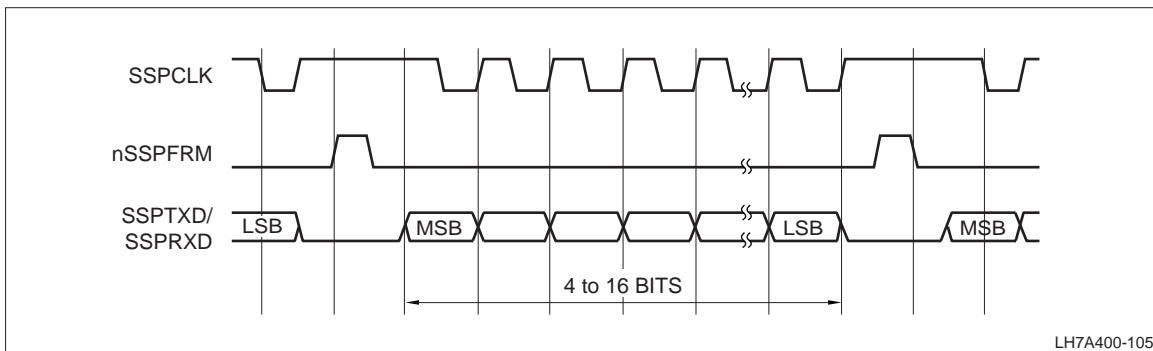 SSPCLK
nSSPFRM
SSPTXD/
SSPRXD
LSB
MSB
LSB
MSB
4 to 16 BITS
LH7A400-105